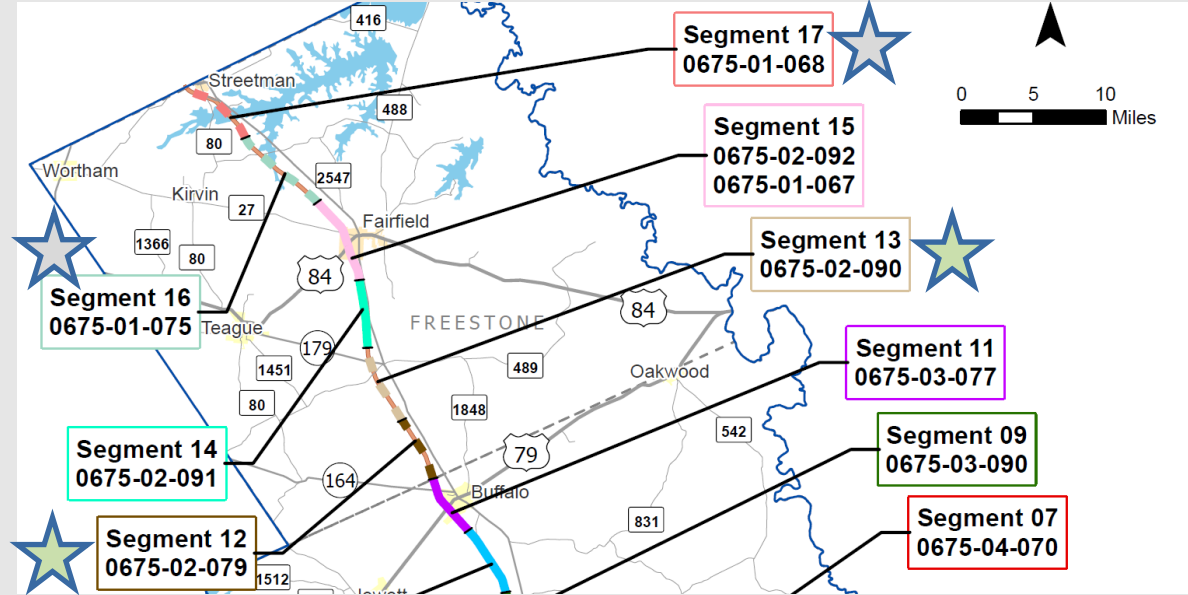 416
Segment 17
0675-01-068
Streetman
0 5 10
Miles
488
Segment 15
0675-02-092
0675-01-067
80
Wortham
2547
Kirvin
27
Fairfield
1366
80
Segment 13
0675-02-090
84
Segment 16
0675-01-075
84
FREESTONE
Teague
179
Segment 11
0675-03-077
1451
489
Oakwood
80
1848
542
Segment 14
0675-02-091
79
Segment 09
0675-03-090
164
Buffalo
831
Segment 07
0675-04-070
Segment 12
0675-02-079
1512